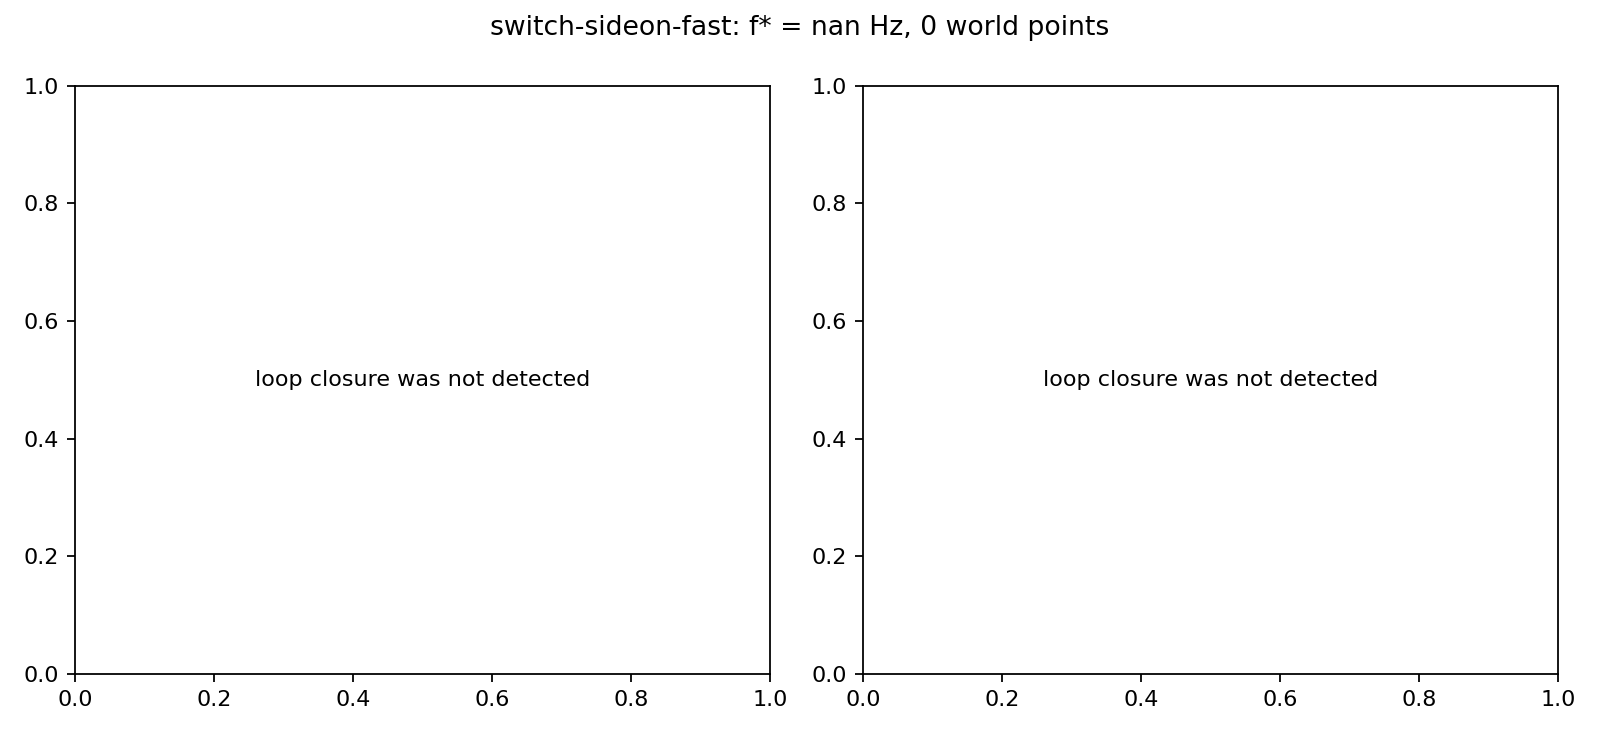 switch-sideon-fast: f* = nan Hz, 0 world points
1.0
0.8
0.6
0.4
0.2
0.0
loop closure was not detected
0.0 0.2 0.4 0.6 0.8 1.0
1.0
0.8
0.6
0.4
0.2
0.0
loop closure was not detected
0.0 0.2 0.4 0.6 0.8 1.0